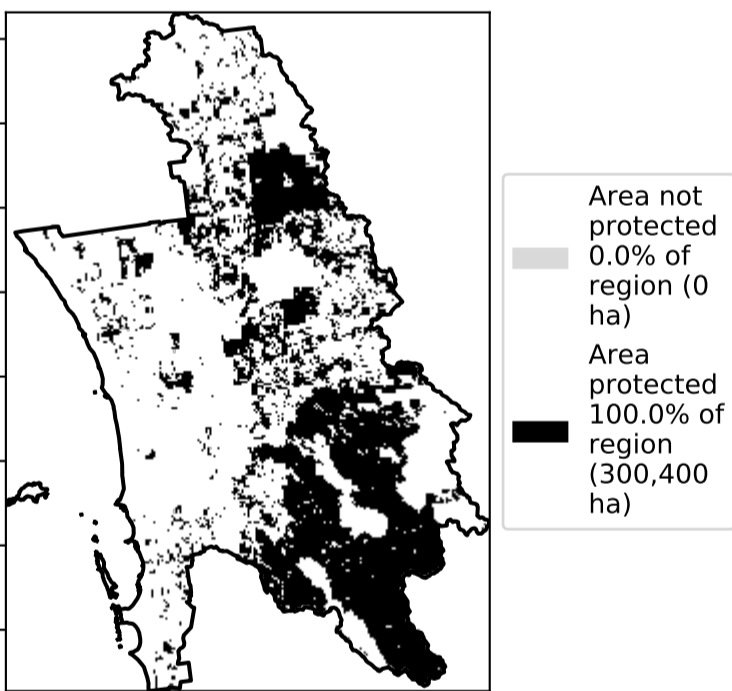 Area not
protected
0.0% of
region (0
ha)
Area
protected
100.0% of
region
(300,400
ha)